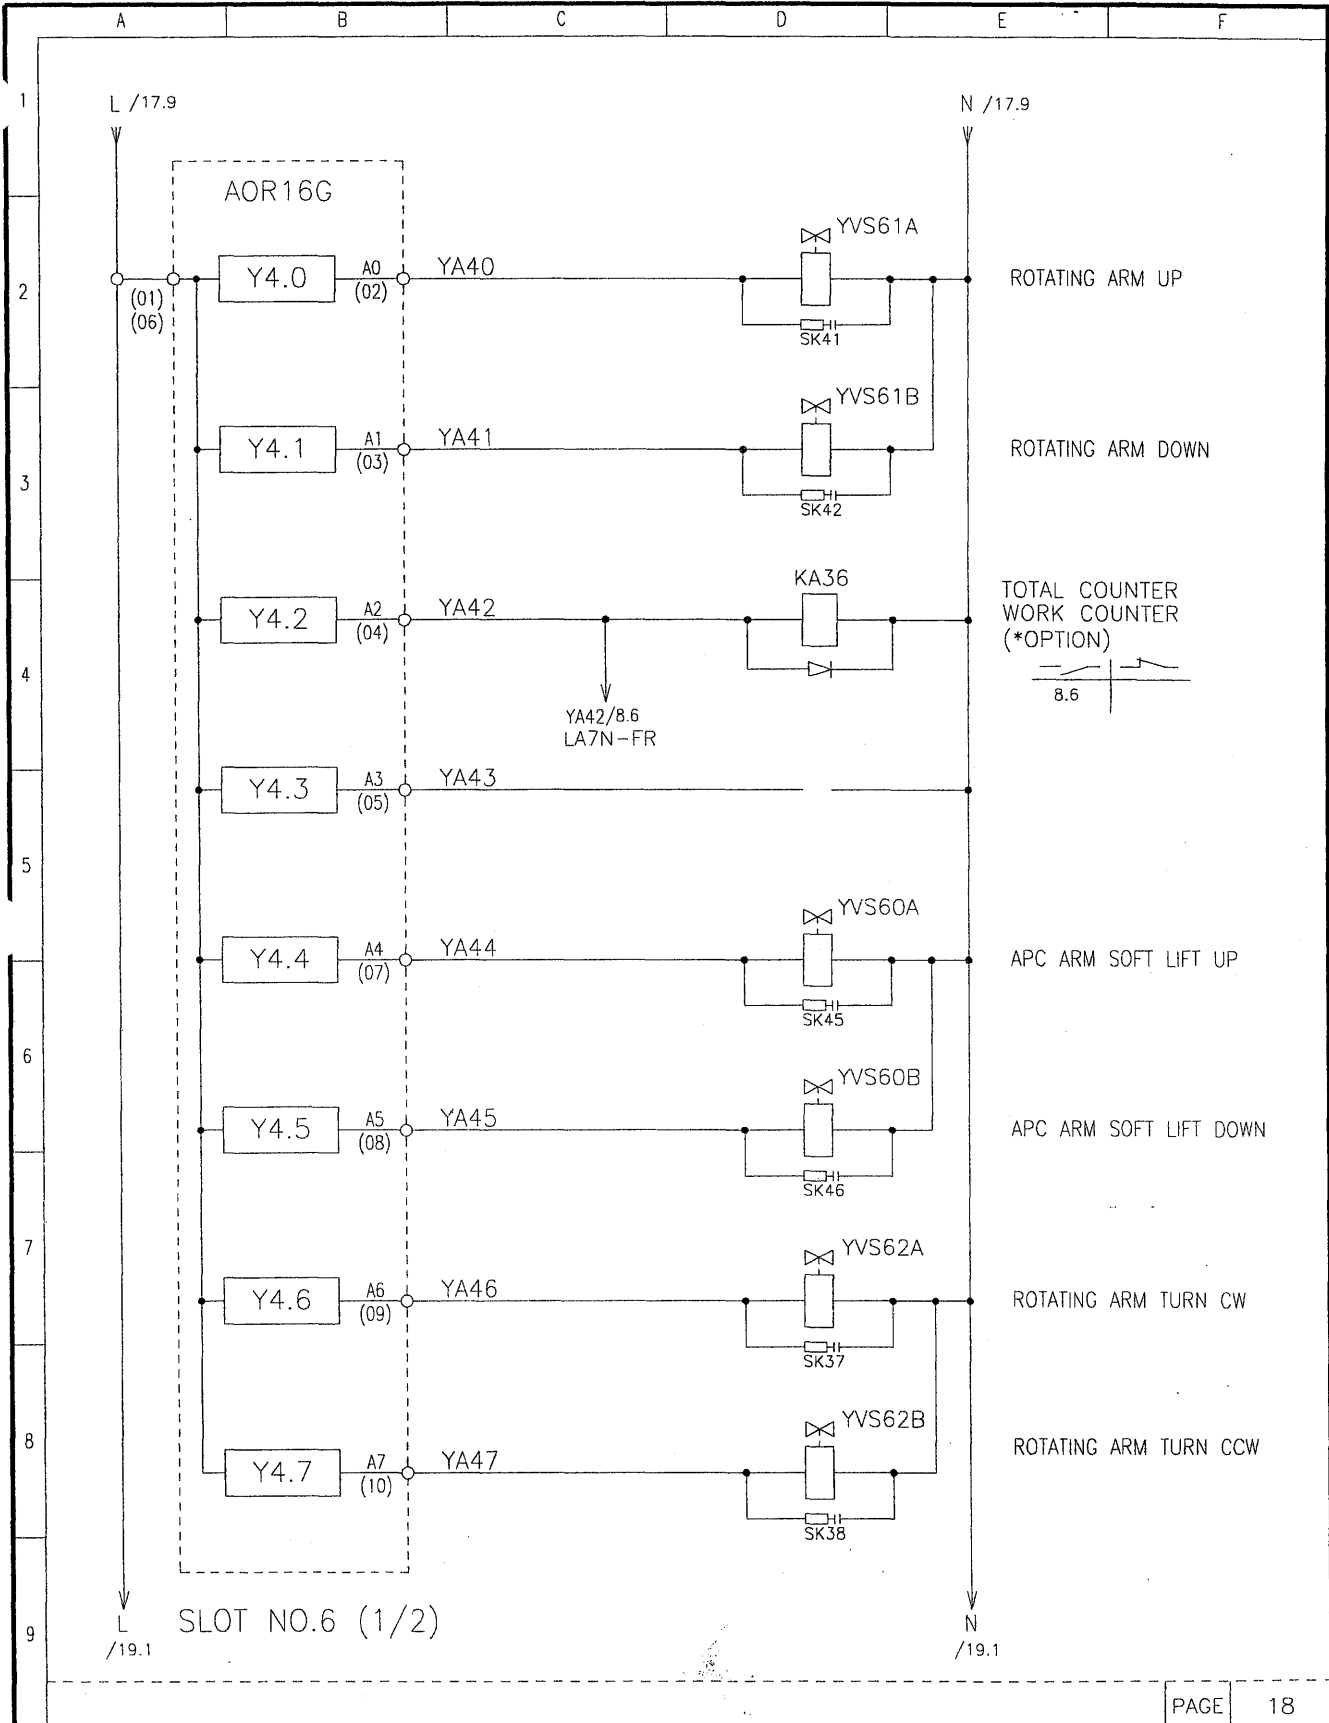 A B C D E F
1
L /17.9 N /17.9
AOR16G
YVS61A
2
Y4.0 A0 YA40 ROTATING ARM UP
(01) (02)
(06)
SK41
YVS61B
Y4.1 A1 YA41 ROTATING ARM DOWN
(03)
3
SK42
KA36
TOTAL COUNTER
Y4.2 A2 YA42 WORK COUNTER
(04) (*OPTION)
4
8.6
YA42/8.6
LA7N-FR
Y4.3 A3 YA43
(05)
5
YVS60A
Y4.4 A4 YA44 APC ARM SOFT LIFT UP
(07)
SK45
6
YVS60B
Y4.5 A5 YA45 APC ARM SOFT LIFT DOWN
(08)
SK46
7
YVS62A
Y4.6 A6 YA46 ROTATING ARM TURN CW
(09)
SK37
YVS62B
8
ROTATING ARM TURN CCW
Y4.7 A7 YA47
(10)
SK38
L SLOT NO.6 (1/2) N
9
/19.1 /19.1
PAGE 18